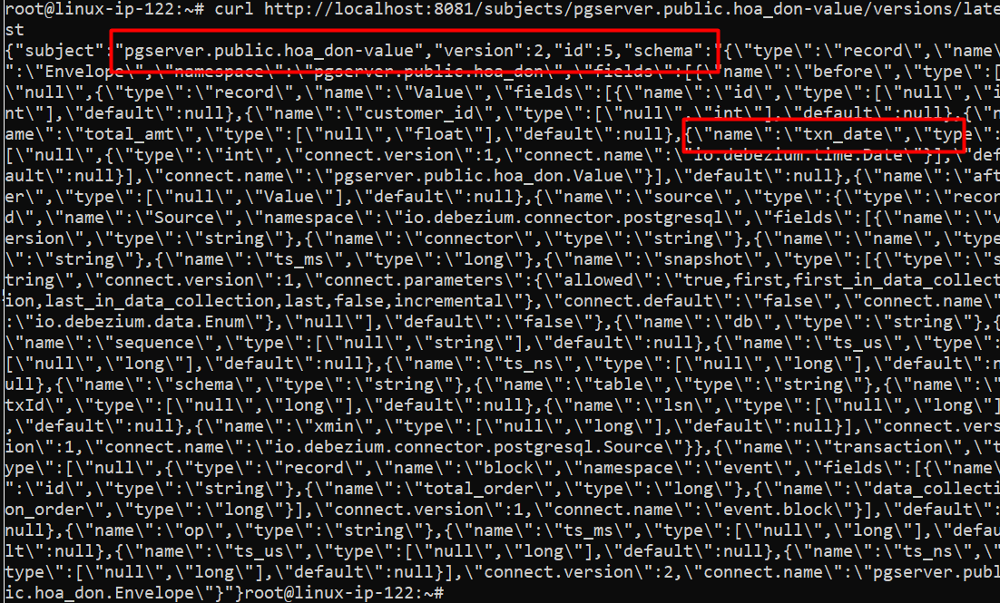 root@linux-ip-122:~# curl http://localhost:8081/subjects/pgserver.public.hoa_don-value/versions/late
st
{"subject":"pgserver.public.hoa_don-value","version":2,"id":5,"schema":"{\"type\":\"record\",\"name\
":\"Envelope\",\"namespace\":\"pgserver.public.hoa_don\",\"fields\":[{\"name\":\"before\",\"type\":[
\"null\",{\"type\":\"record\",\"name\":\"Value\",\"fields\":[{\"name\":\"id\",\"type\":[\"null\",\"i
nt\"],\"default\":null},{\"name\":\"customer_id\",\"type\":[\"null\",\"int\"],\"default\":null},{\"n
ame\":\"total_amt\",\"type\":[\"null\",\"float\"],\"default\":null},{\"name\":\"txn_date\",\"type\":
[\"null\",{\"type\":\"int\",\"connect.version\":1,\"connect.name\":\"io.debezium.time.Date\"}],\"def
ault\":null}],\"connect.name\":\"pgserver.public.hoa_don.Value\"}],\"default\":null},{\"name\":\"aft
er\",\"type\":[\"null\",\"Value\"],\"default\":null},{\"name\":\"source\",\"type\":{\"type\":\"recor
d\",\"name\":\"Source\",\"namespace\":\"io.debezium.connector.postgresql\",\"fields\":[{\"name\":\"v
ersion\",\"type\":\"string\"},{\"name\":\"connector\",\"type\":\"string\"},{\"name\":\"name\",\"type
\":\"string\"},{\"name\":\"ts_ms\",\"type\":\"long\"},{\"name\":\"snapshot\",\"type\":[{\"type\":\"s
tring\",\"connect.version\":1,\"connect.parameters\":{\"allowed\":\"true,first,first_in_data_collect
ion,last_in_data_collection,last,false,incremental\"},\"connect.default\":\"false\",\"connect.name\"
:\"io.debezium.data.Enum\"},\"null\"],\"default\":\"false\"},{\"name\":\"db\",\"type\":\"string\"},{
\"name\":\"sequence\",\"type\":[\"null\",\"string\"],\"default\":null},{\"name\":\"ts_us\",\"type\":
[\"null\",\"long\"],\"default\":null},{\"name\":\"ts_ns\",\"type\":[\"null\",\"long\"],\"default\":n
ull},{\"name\":\"schema\",\"type\":\"string\"},{\"name\":\"table\",\"type\":\"string\"},{\"name\":\"
txId\",\"type\":[\"null\",\"long\"],\"default\":null},{\"name\":\"lsn\",\"type\":[\"null\",\"long\"]
,\"default\":null},{\"name\":\"xmin\",\"type\":[\"null\",\"long\"],\"default\":null}],\"connect.vers
ion\":1,\"connect.name\":\"io.debezium.connector.postgresql.Source\"}},{\"name\":\"transaction\",\"t
ype\":[\"null\",{\"type\":\"record\",\"name\":\"block\",\"namespace\":\"event\",\"fields\":[{\"name\
":\"id\",\"type\":\"string\"},{\"name\":\"total_order\",\"type\":\"long\"},{\"name\":\"data_collecti
on_order\",\"type\":\"long\"}],\"connect.version\":1,\"connect.name\":\"event.block\"}],\"default\":
null},{\"name\":\"op\",\"type\":\"string\"},{\"name\":\"ts_ms\",\"type\":[\"null\",\"long\"],\"defau
lt\":null},{\"name\":\"ts_us\",\"type\":[\"null\",\"long\"],\"default\":null},{\"name\":\"ts_ns\",\"
type\":[\"null\",\"long\"],\"default\":null}],\"connect.version\":2,\"connect.name\":\"pgserver.publ
ic.hoa_don.Envelope\"}"}root@linux-ip-122:~#